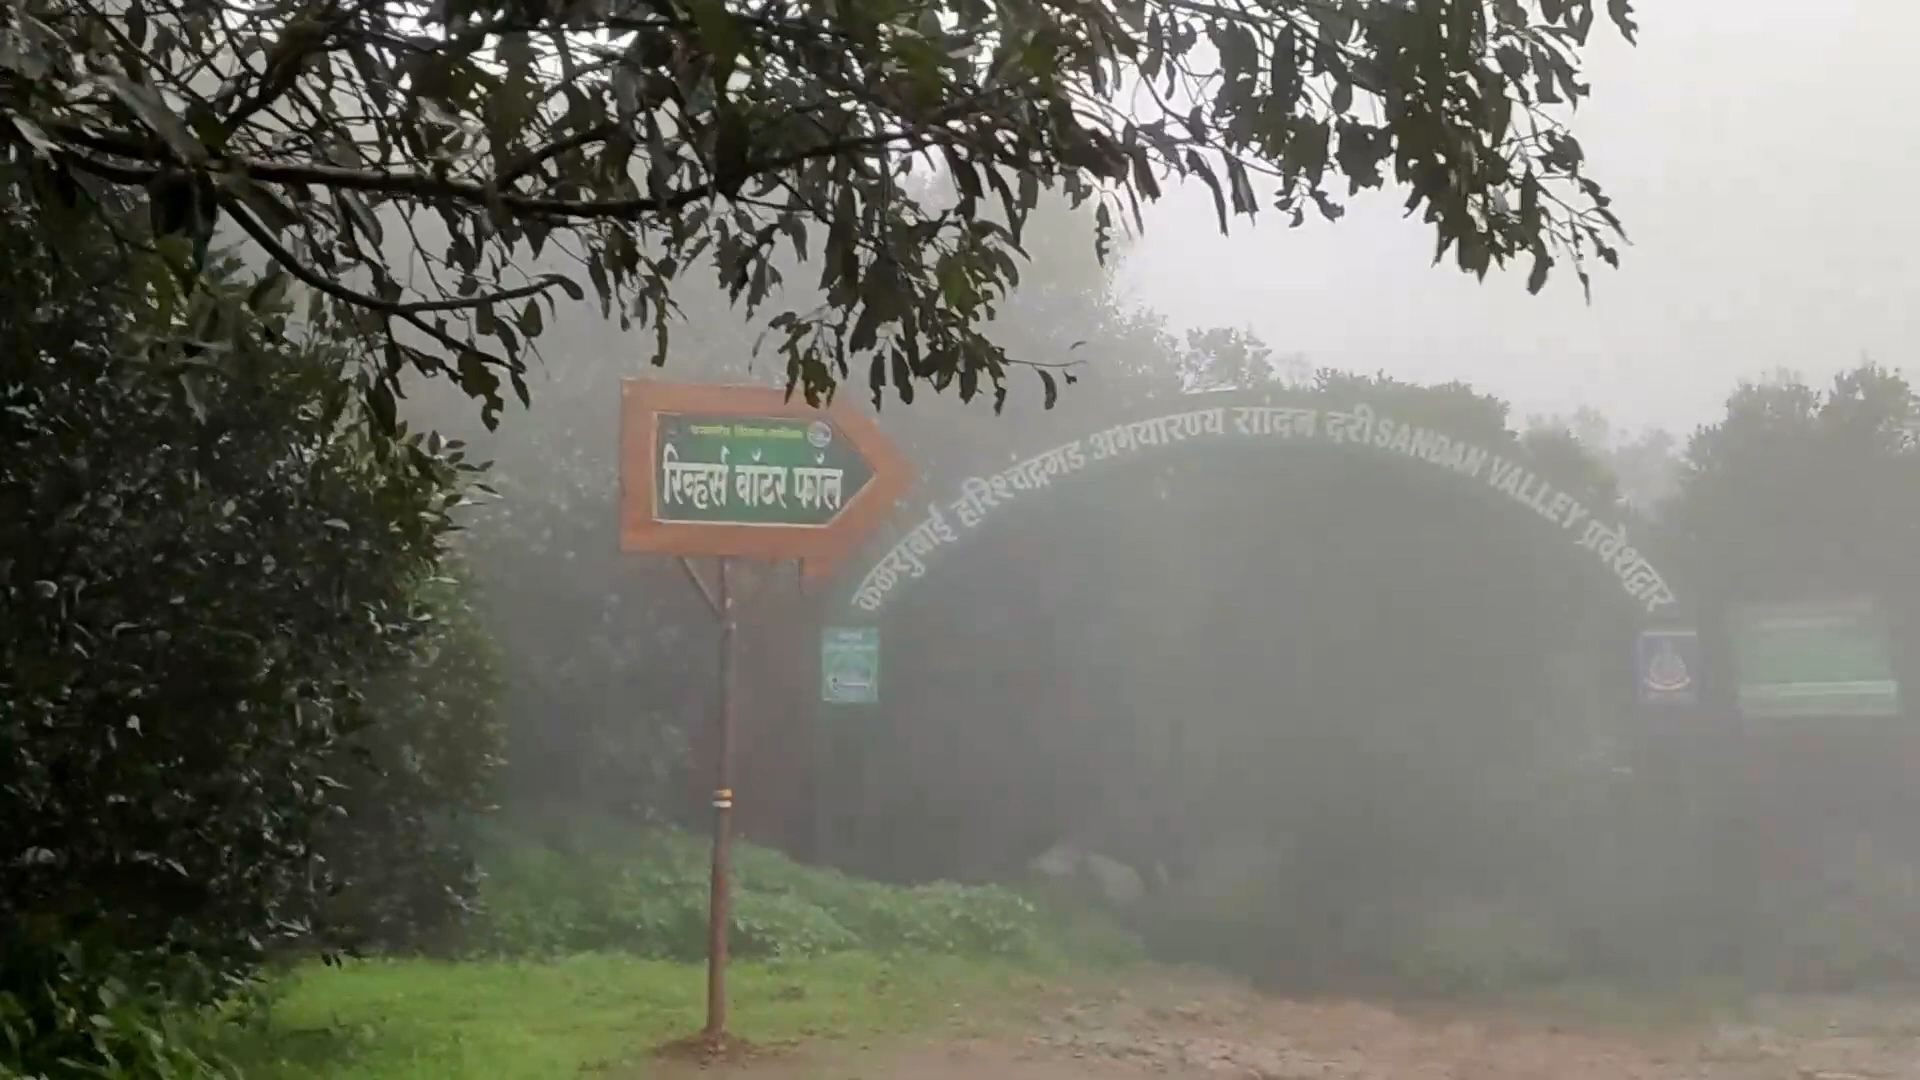 रिव्हर्स वॉटर फॉल
कळसुबाई हरिश्चंद्रगड अभयारण्य सांदन दरी SANDAN VALLEY प्रवेशद्वार